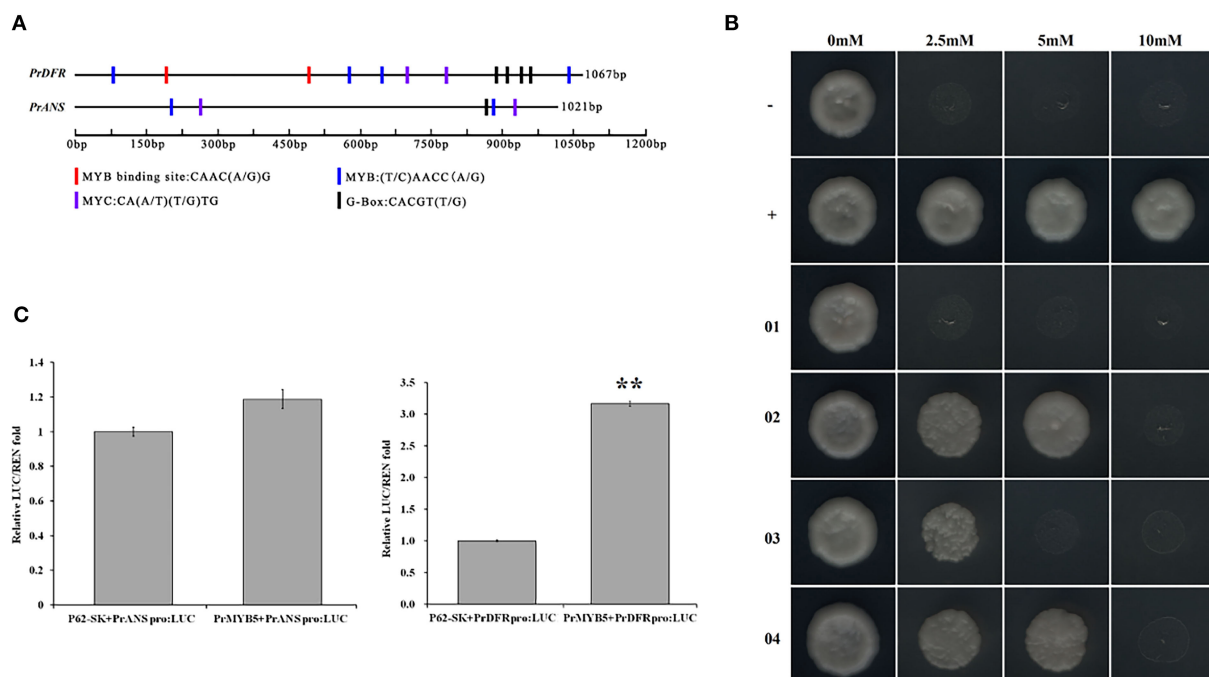 A
PrDFR
1067bp
PrANS
1021bp
0bp 150bp 300bp 450bp 600bp 750bp 900bp 1050bp 1200bp
MYB binding site:CAAC(A/G)G
MYB:(T/C)AACC(A/G)
MYC:CA(A/T)(T/G)TG
G-Box:CACGT(T/G)
B
0mM 2.5mM 5mM 10mM
-
+
01
02
03
04
C
Relative LUC/REN fold
1.4
1.2
1
0.8
0.6
0.4
0.2
0
P62-SK+PrANSpro:LUC PrMYB5+PrANSpro:LUC
Relative LUC/REN fold
3.5
3.0
2.5
2.0
1.5
1.0
0.5
0.0
**
P62-SK+PrDFRpro:LUC PrMYB5+PrDFRpro:LUC